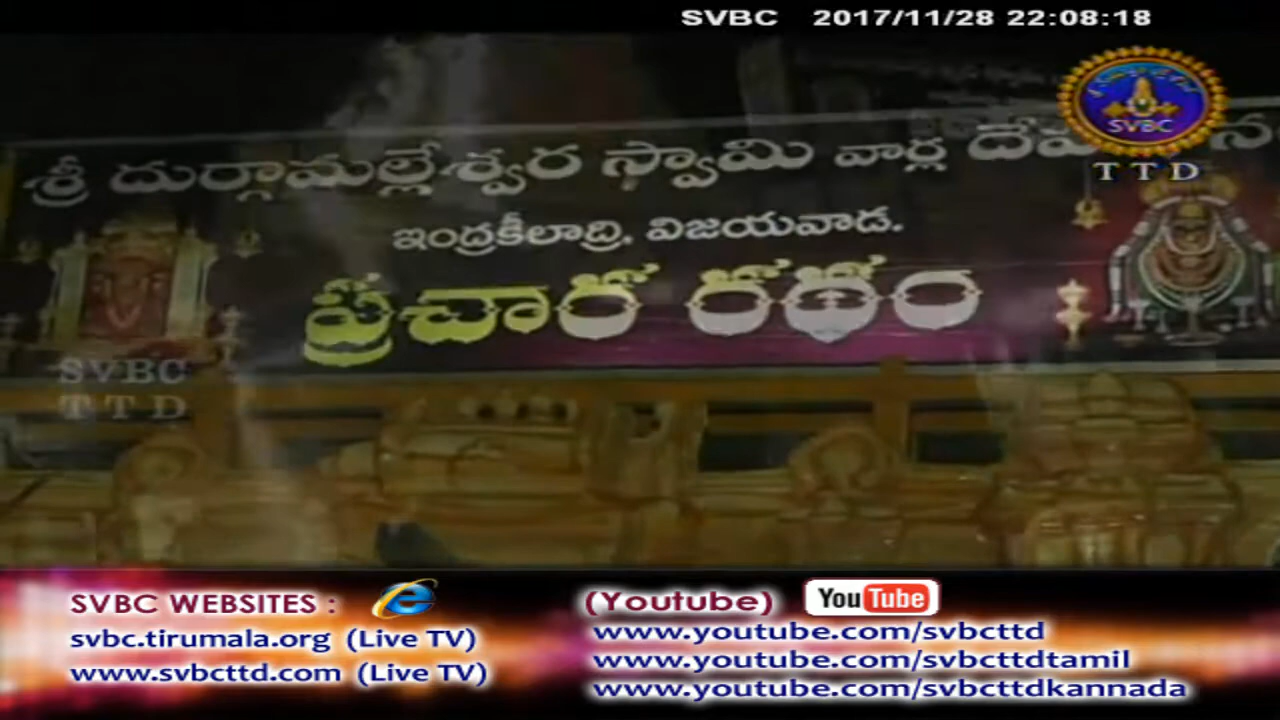 SVBC 2017/11/28 22:08:18
SVBC
TTD
శ్రీ దుర్గామల్లేశ్వర స్వామి వార్ల
ఇంద్రకీలాద్రి, విజయవాడ.
ప్రచార రథం
SVBC
TTD
SVBC WEBSITES :
svbc.tirumala.org (Live TV)
www.svbcttd.com (Live TV)
(Youtube) YouTube
www.youtube.com/svbcttd
www.youtube.com/svbcttdtamil
www.youtube.com/svbcttdkannada